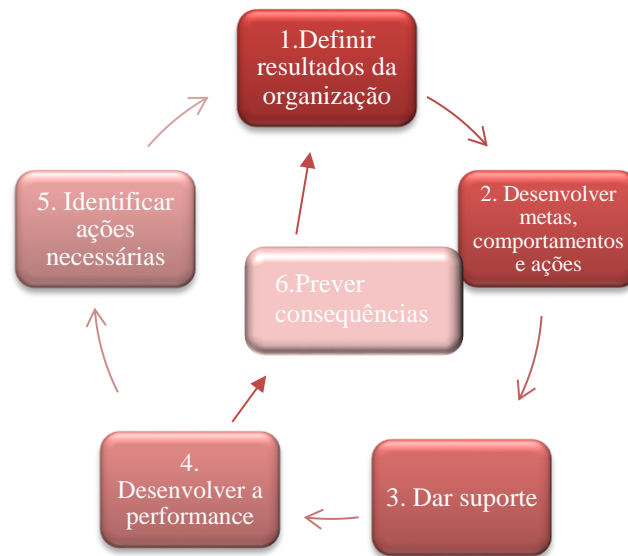 1.Definir
resultados da
organização
2. Desenvolver
metas,
comportamentos
e ações
3. Dar suporte
4.
Desenvolver a
performance
5. Identificar
ações
necessárias
6.Prever
consequências